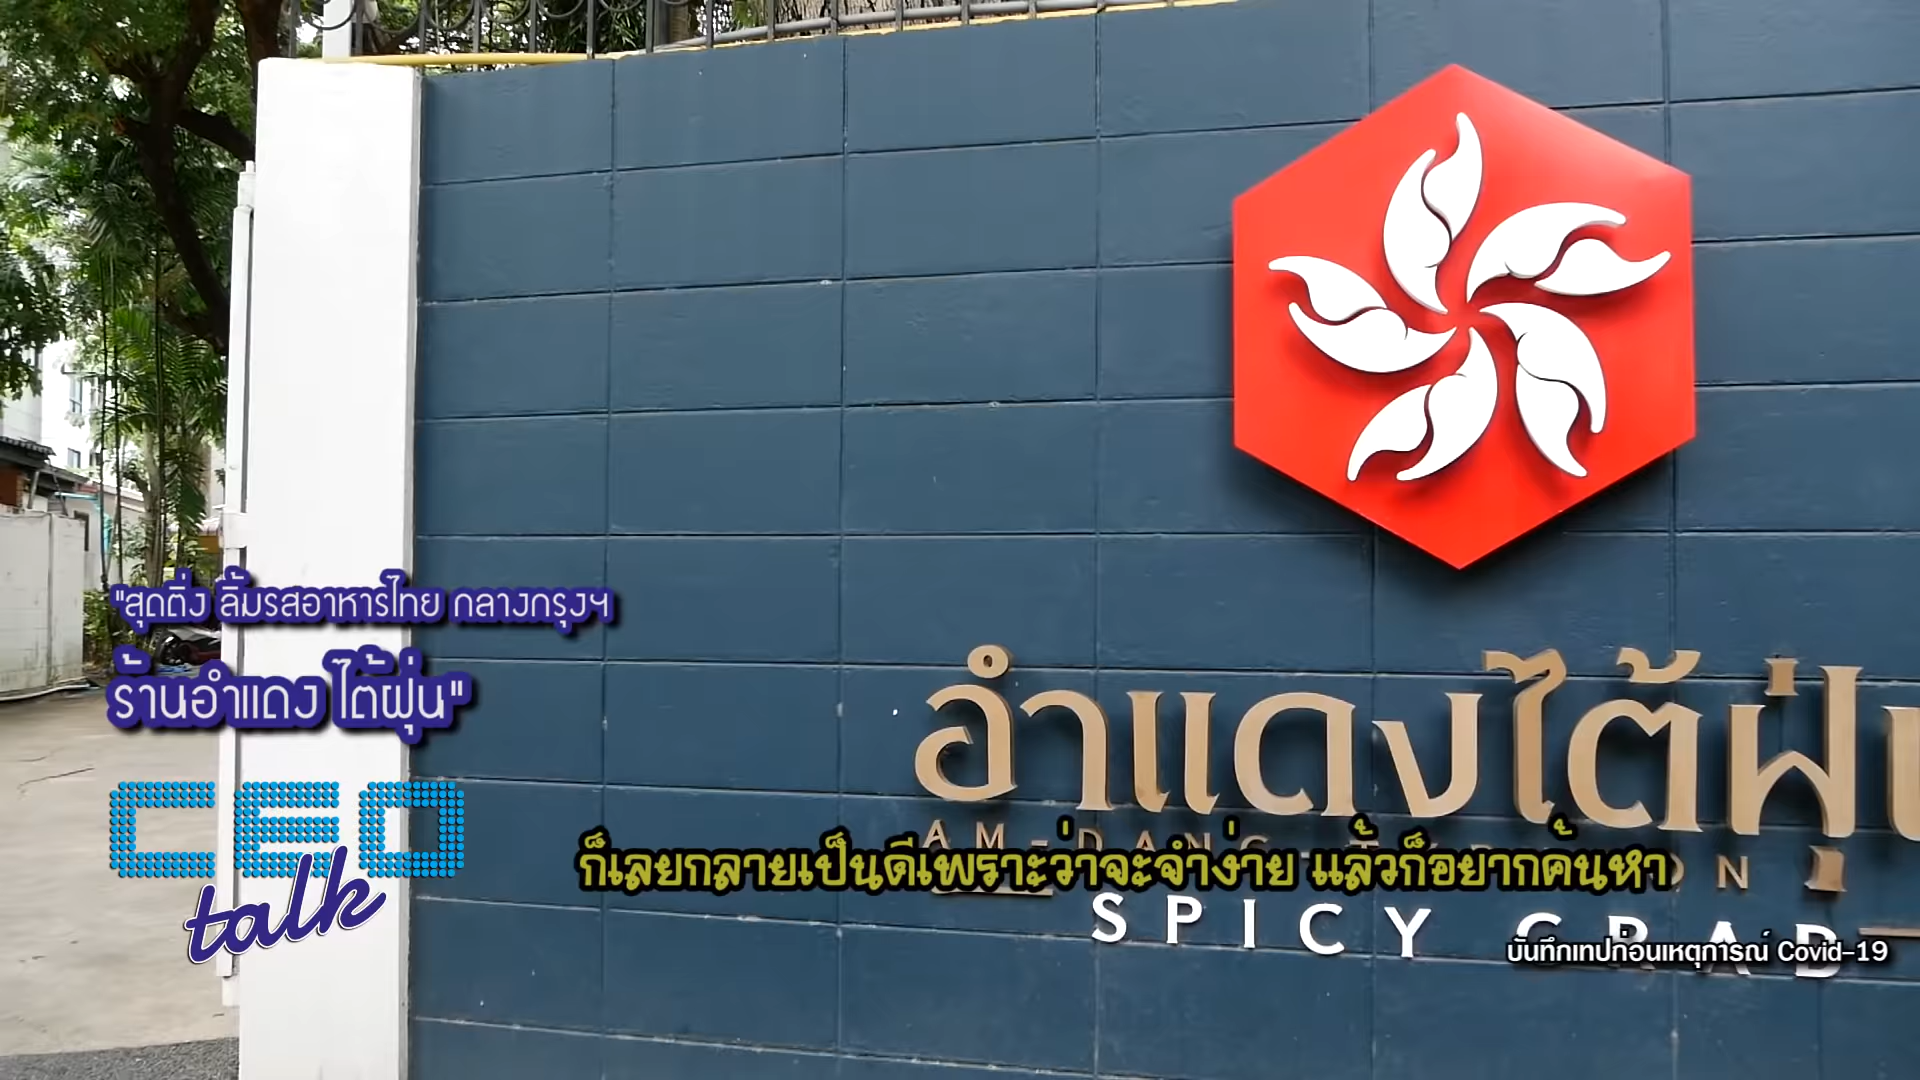 "สุดติ่ง ลิ้มรสอาหารไทย กลางกรุงฯ
ร้านอำแดง ไต้ฝุ่น"
CEO
talk
อำแดงไต้ฝุ่น
ก็เลยกลายเป็นดีเพราะว่าจะจำง่าย แล้วก็อยากค้นหา
SPICY CRAB
บันทึกเทปก่อนเหตุการณ์ Covid-19